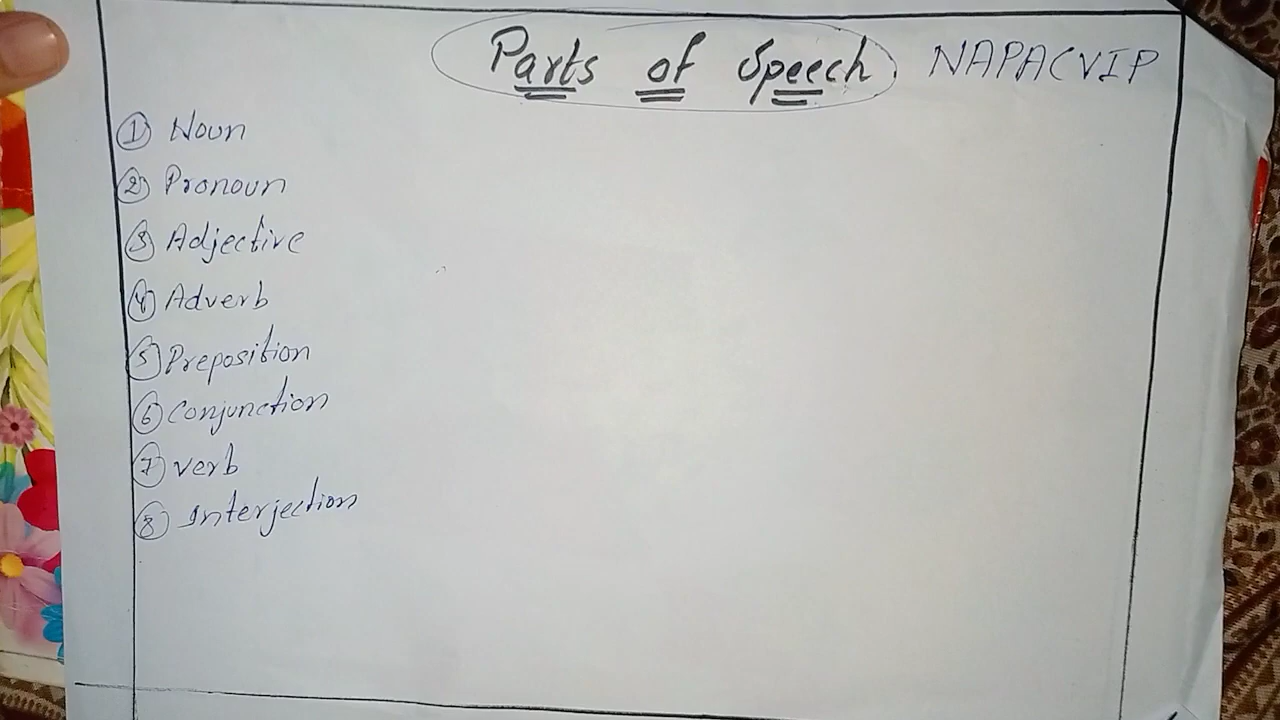 Parts of Speech NAPACVIP
1 Noun
2 Pronoun
3 Adjective
4 Adverb
5 Preposition
6 Conjunction
7 verb
8 Interjection